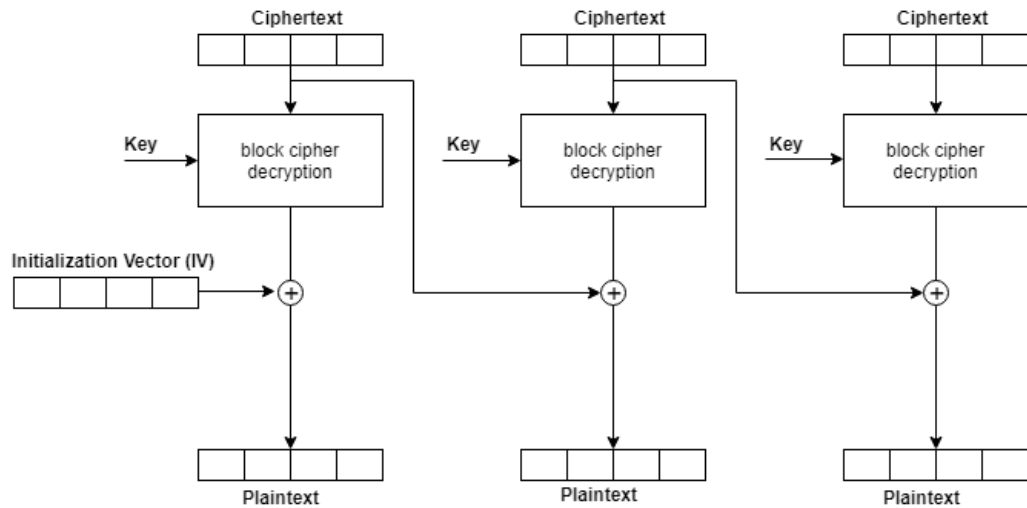 Ciphertext
Ciphertext
Ciphertext
Key
block cipher
decryption
Key
block cipher
decryption
Key
block cipher
decryption
Initialization Vector (IV)
Plaintext
Plaintext
Plaintext